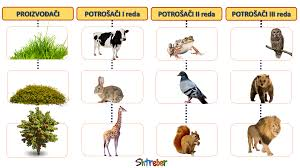 PROIZVOĐAČI
POTROŠAČI I reda
POTROŠAČI II reda
POTROŠAČI III reda
Shtreber